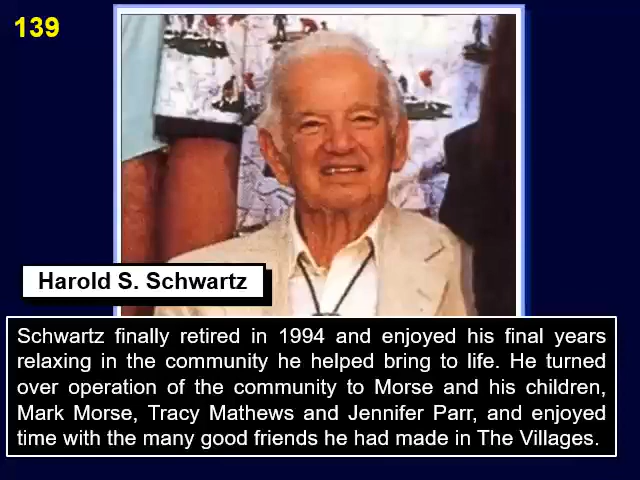 139
Harold S. Schwartz
Schwartz finally retired in 1994 and enjoyed his final years
relaxing in the community he helped bring to life. He turned
over operation of the community to Morse and his children,
Mark Morse, Tracy Mathews and Jennifer Parr, and enjoyed
time with the many good friends he had made in The Villages.